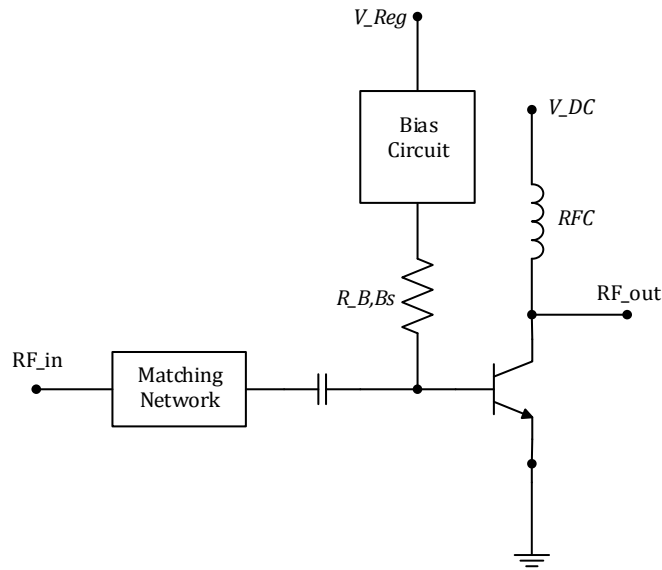 V_Reg
Bias
Circuit
V_DC
RFC
R_B,Bs
RF_out
RF_in
Matching
Network